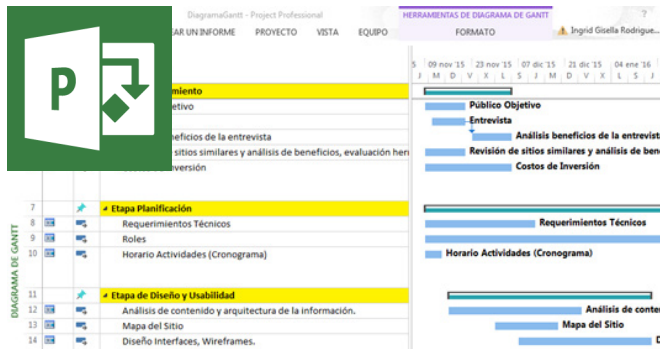 DiagramaGantt - Project Professional
HERRAMIENTAS DE DIAGRAMA DE GANTT
?
AR UN INFORME PROYECTO VISTA EQUIPO FORMATO Ingrid Gisella Rodrigue...
5 09 nov '15 23 nov '15 07 dic '15 21 dic '15 04 ene '16
J M D V X L S J M D V X L S J
P
miento
etivo
Público Objetivo
Entrevista
neficios de la entrevista
Análisis beneficios de la entrevist
sitios similares y análisis de beneficios, evaluación her
Revisión de sitios similares y análisis de ben
versión
Costos de Inversión
7 Etapa Planificación
8 Requerimientos Técnicos
Requerimientos Técnicos
9 Roles
10 Horario Actividades (Cronograma)
Horario Actividades (Cronograma)
DIAGRAMA DE GANTT
11 Etapa de Diseño y Usabilidad
12 Análisis de contenido y arquitectura de la información.
Análisis de conte
13 Mapa del Sitio
Mapa del Sitio
14 Diseño Interfaces, Wireframes.
D